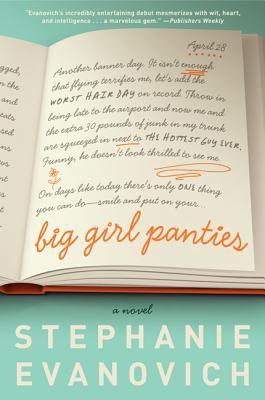 "Evanovich's incredibly entertaining debut mesmerizes with wit, heart,
and intelligence . . . a marvelous gem." —Publishers Weekly
April 28
Another banner day. It isn't enough
that flying terrifies me, let's add the
WORST HAIR DAY on record. Throw in
being late to the airport and now me and
the extra 30 pounds of junk in my trunk
are squeezed in next to THE HOTTEST GUY EVER.
Funny, he doesn't look thrilled to see me.
On days like today there's only ONE thing
you can do—smile and put on your...
big girl panties
a novel
STEPHANIE
EVANOVICH